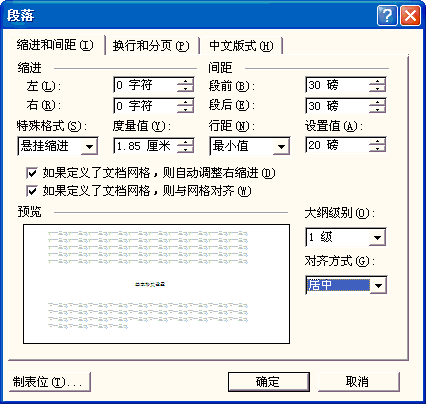 段落
缩进和间距(I) 换行和分页(P) 中文版式(H)
缩进 间距
左(L): 0 字符 段前(B): 30 磅
右(R): 0 字符 段后(E): 30 磅
特殊格式(S): 度量值(Y): 行距(N): 设置值(A):
悬挂缩进 1.85 厘米 最小值 20 磅
如果定义了文档网格，则自动调整右缩进(D)
如果定义了文档网格，则与网格对齐(W)
预览 大纲级别(O):
1 级
对齐方式(G):
居中
制表位(T)... 确定 取消